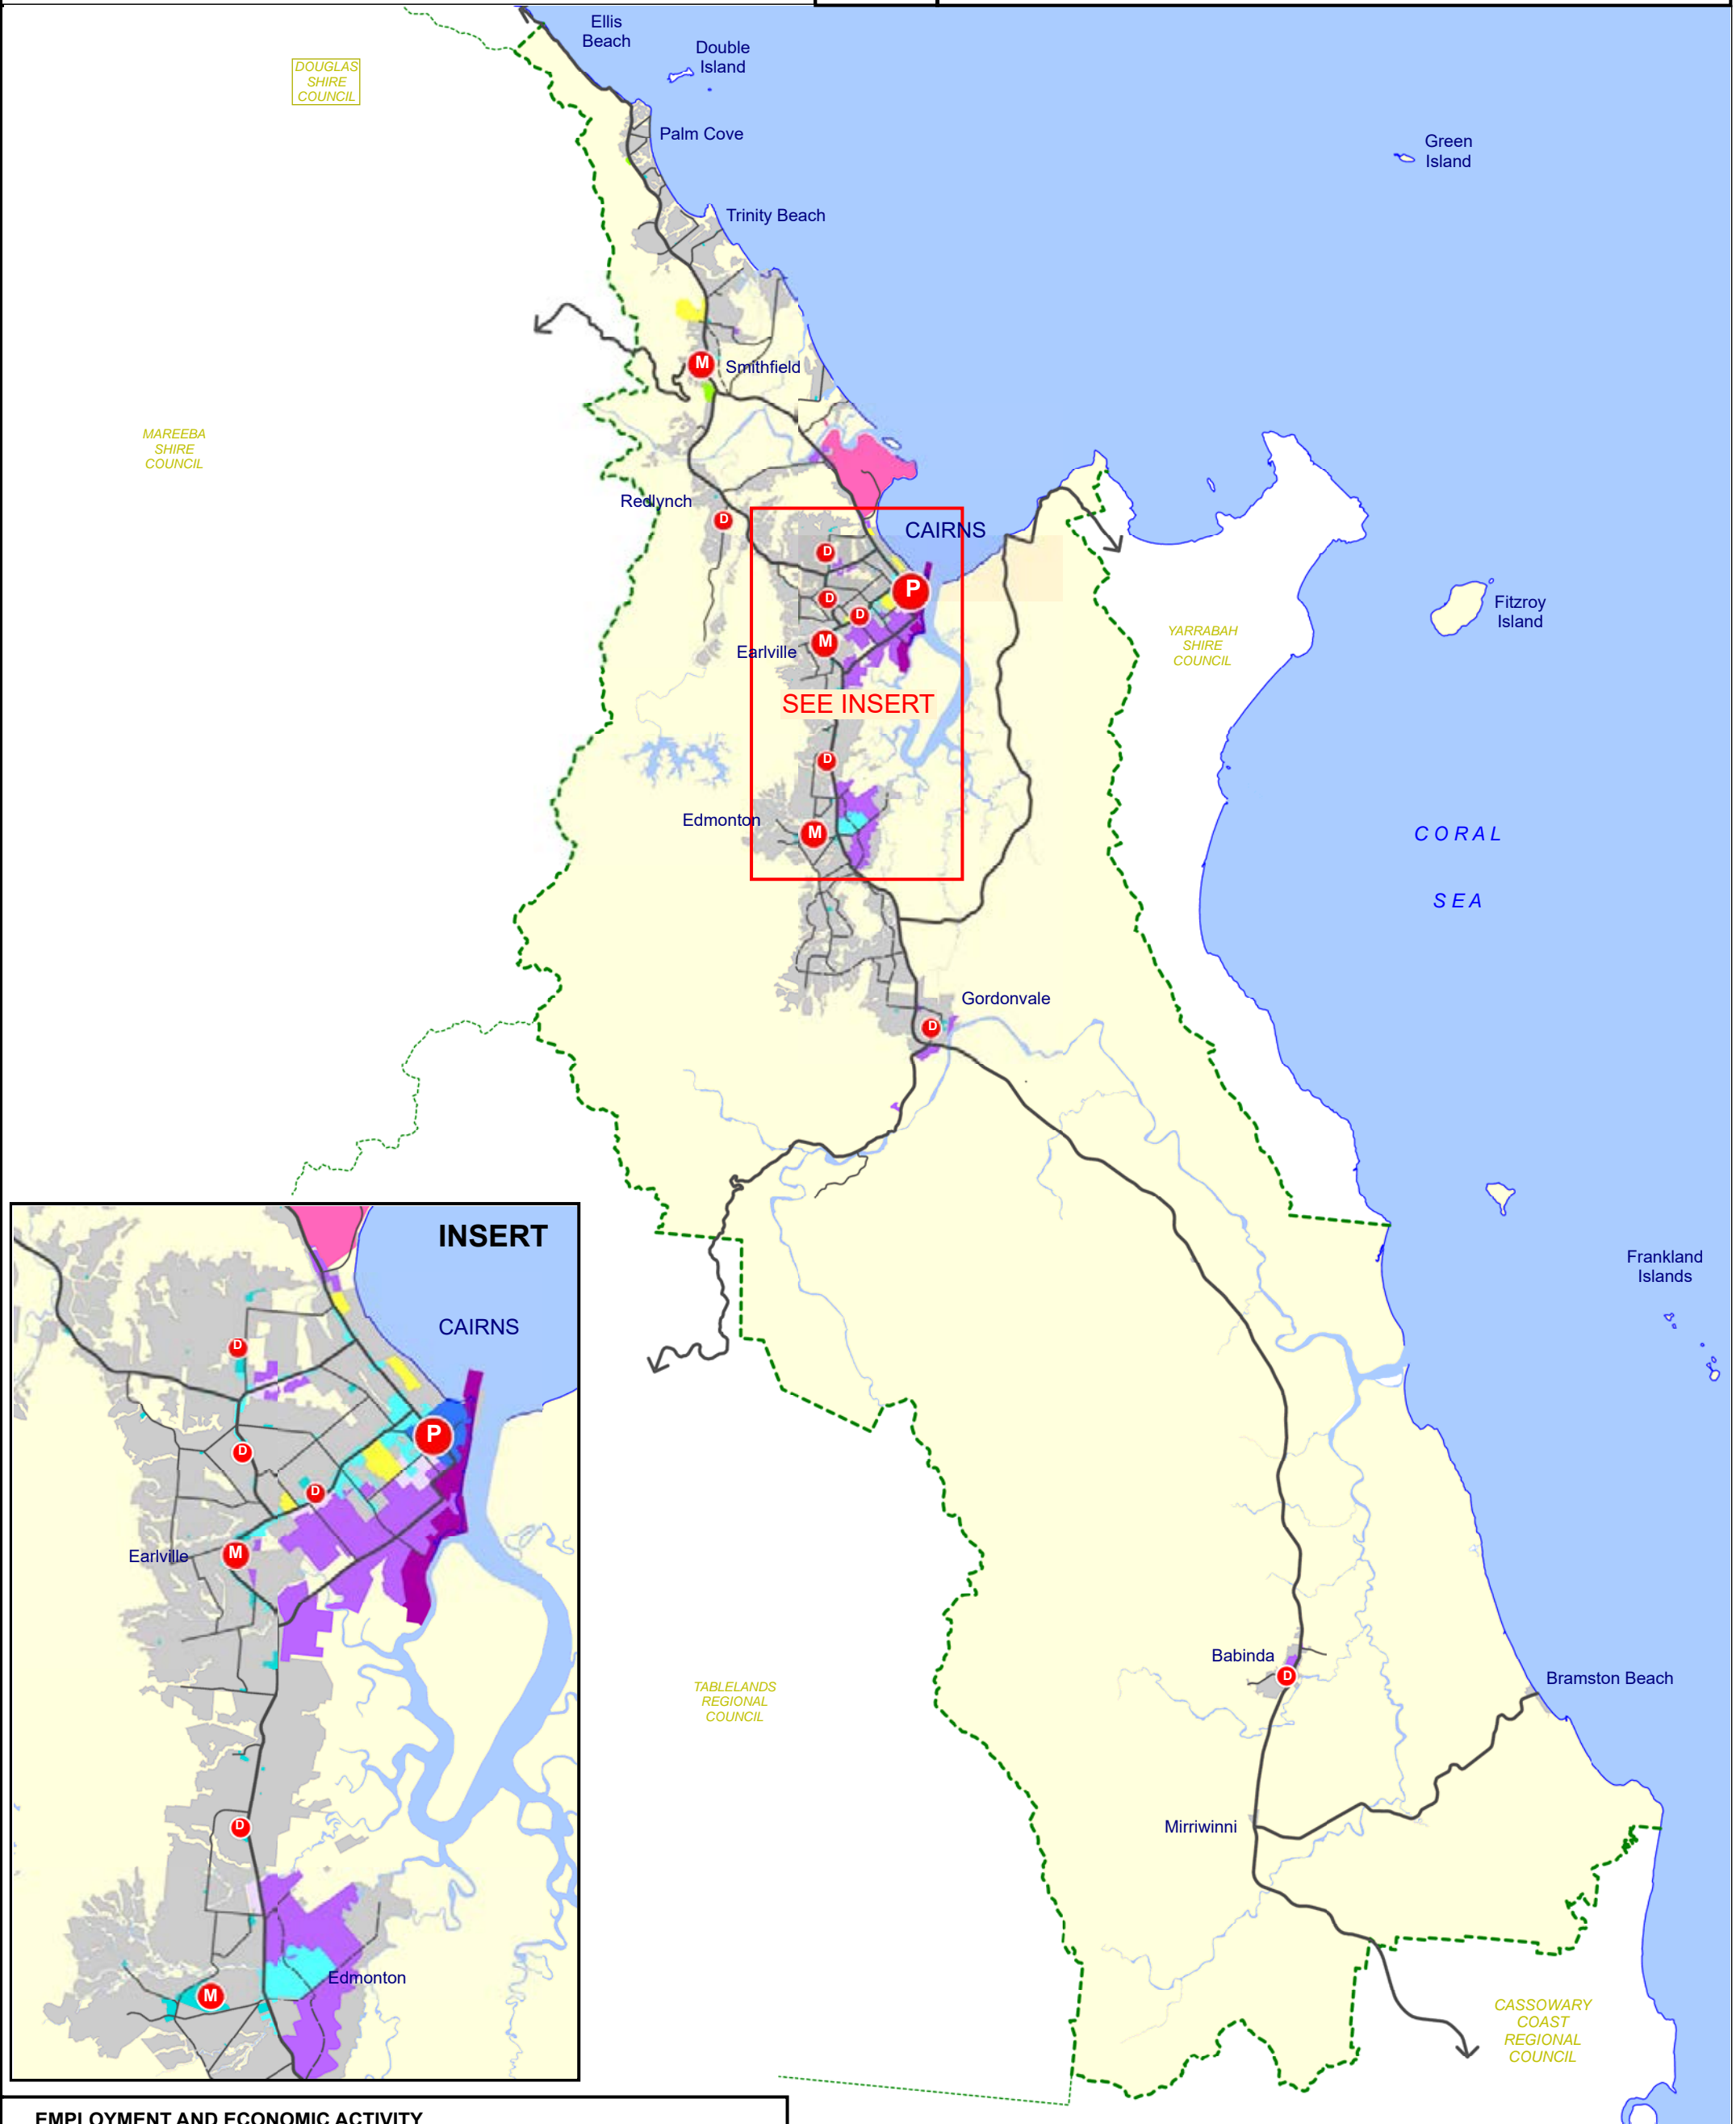 Ellis
Beach
Double
Island
DOUGLAS
SHIRE
COUNCIL
Palm Cove
Green
Island
Trinity Beach
M
Smithfield
MAREEBA
SHIRE
COUNCIL
Redlynch
D
CAIRNS
D
P
D
D
Fitzroy
Island
YARRABAH
SHIRE
COUNCIL
M
Earlville
SEE INSERT
D
Edmonton
M
CORAL
SEA
Gordonvale
D
INSERT
Frankland
Islands
CAIRNS
D
P
D
D
Earlville
M
Babinda
D
Bramston Beach
TABLELANDS
REGIONAL
COUNCIL
D
Mirriwinni
Edmonton
M
CASSOWARY
COAST
REGIONAL
COUNCIL
EMPLOYMENT AND ECONOMIC ACTIVITY